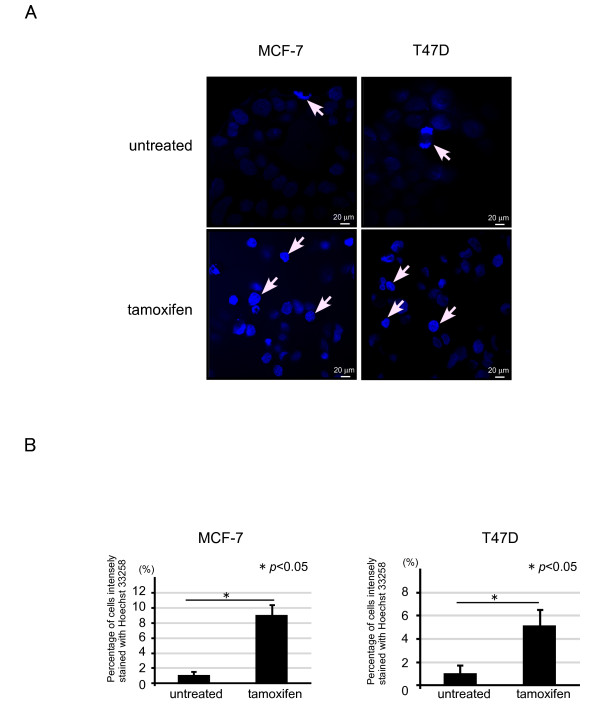 A
MCF-7 T47D
untreated
20 μm 20 μm
tamoxifen
20 μm 20 μm
B
MCF-7
Percentage of cells intensely
stained with Hoechst 33258
(%)
* p<0.05
12
10
*
8
6
4
2
0
untreated tamoxifen
T47D
Percentage of cells intensely
stained with Hoechst 33258
(%)
* p<0.05
8
*
6
4
2
0
untreated tamoxifen